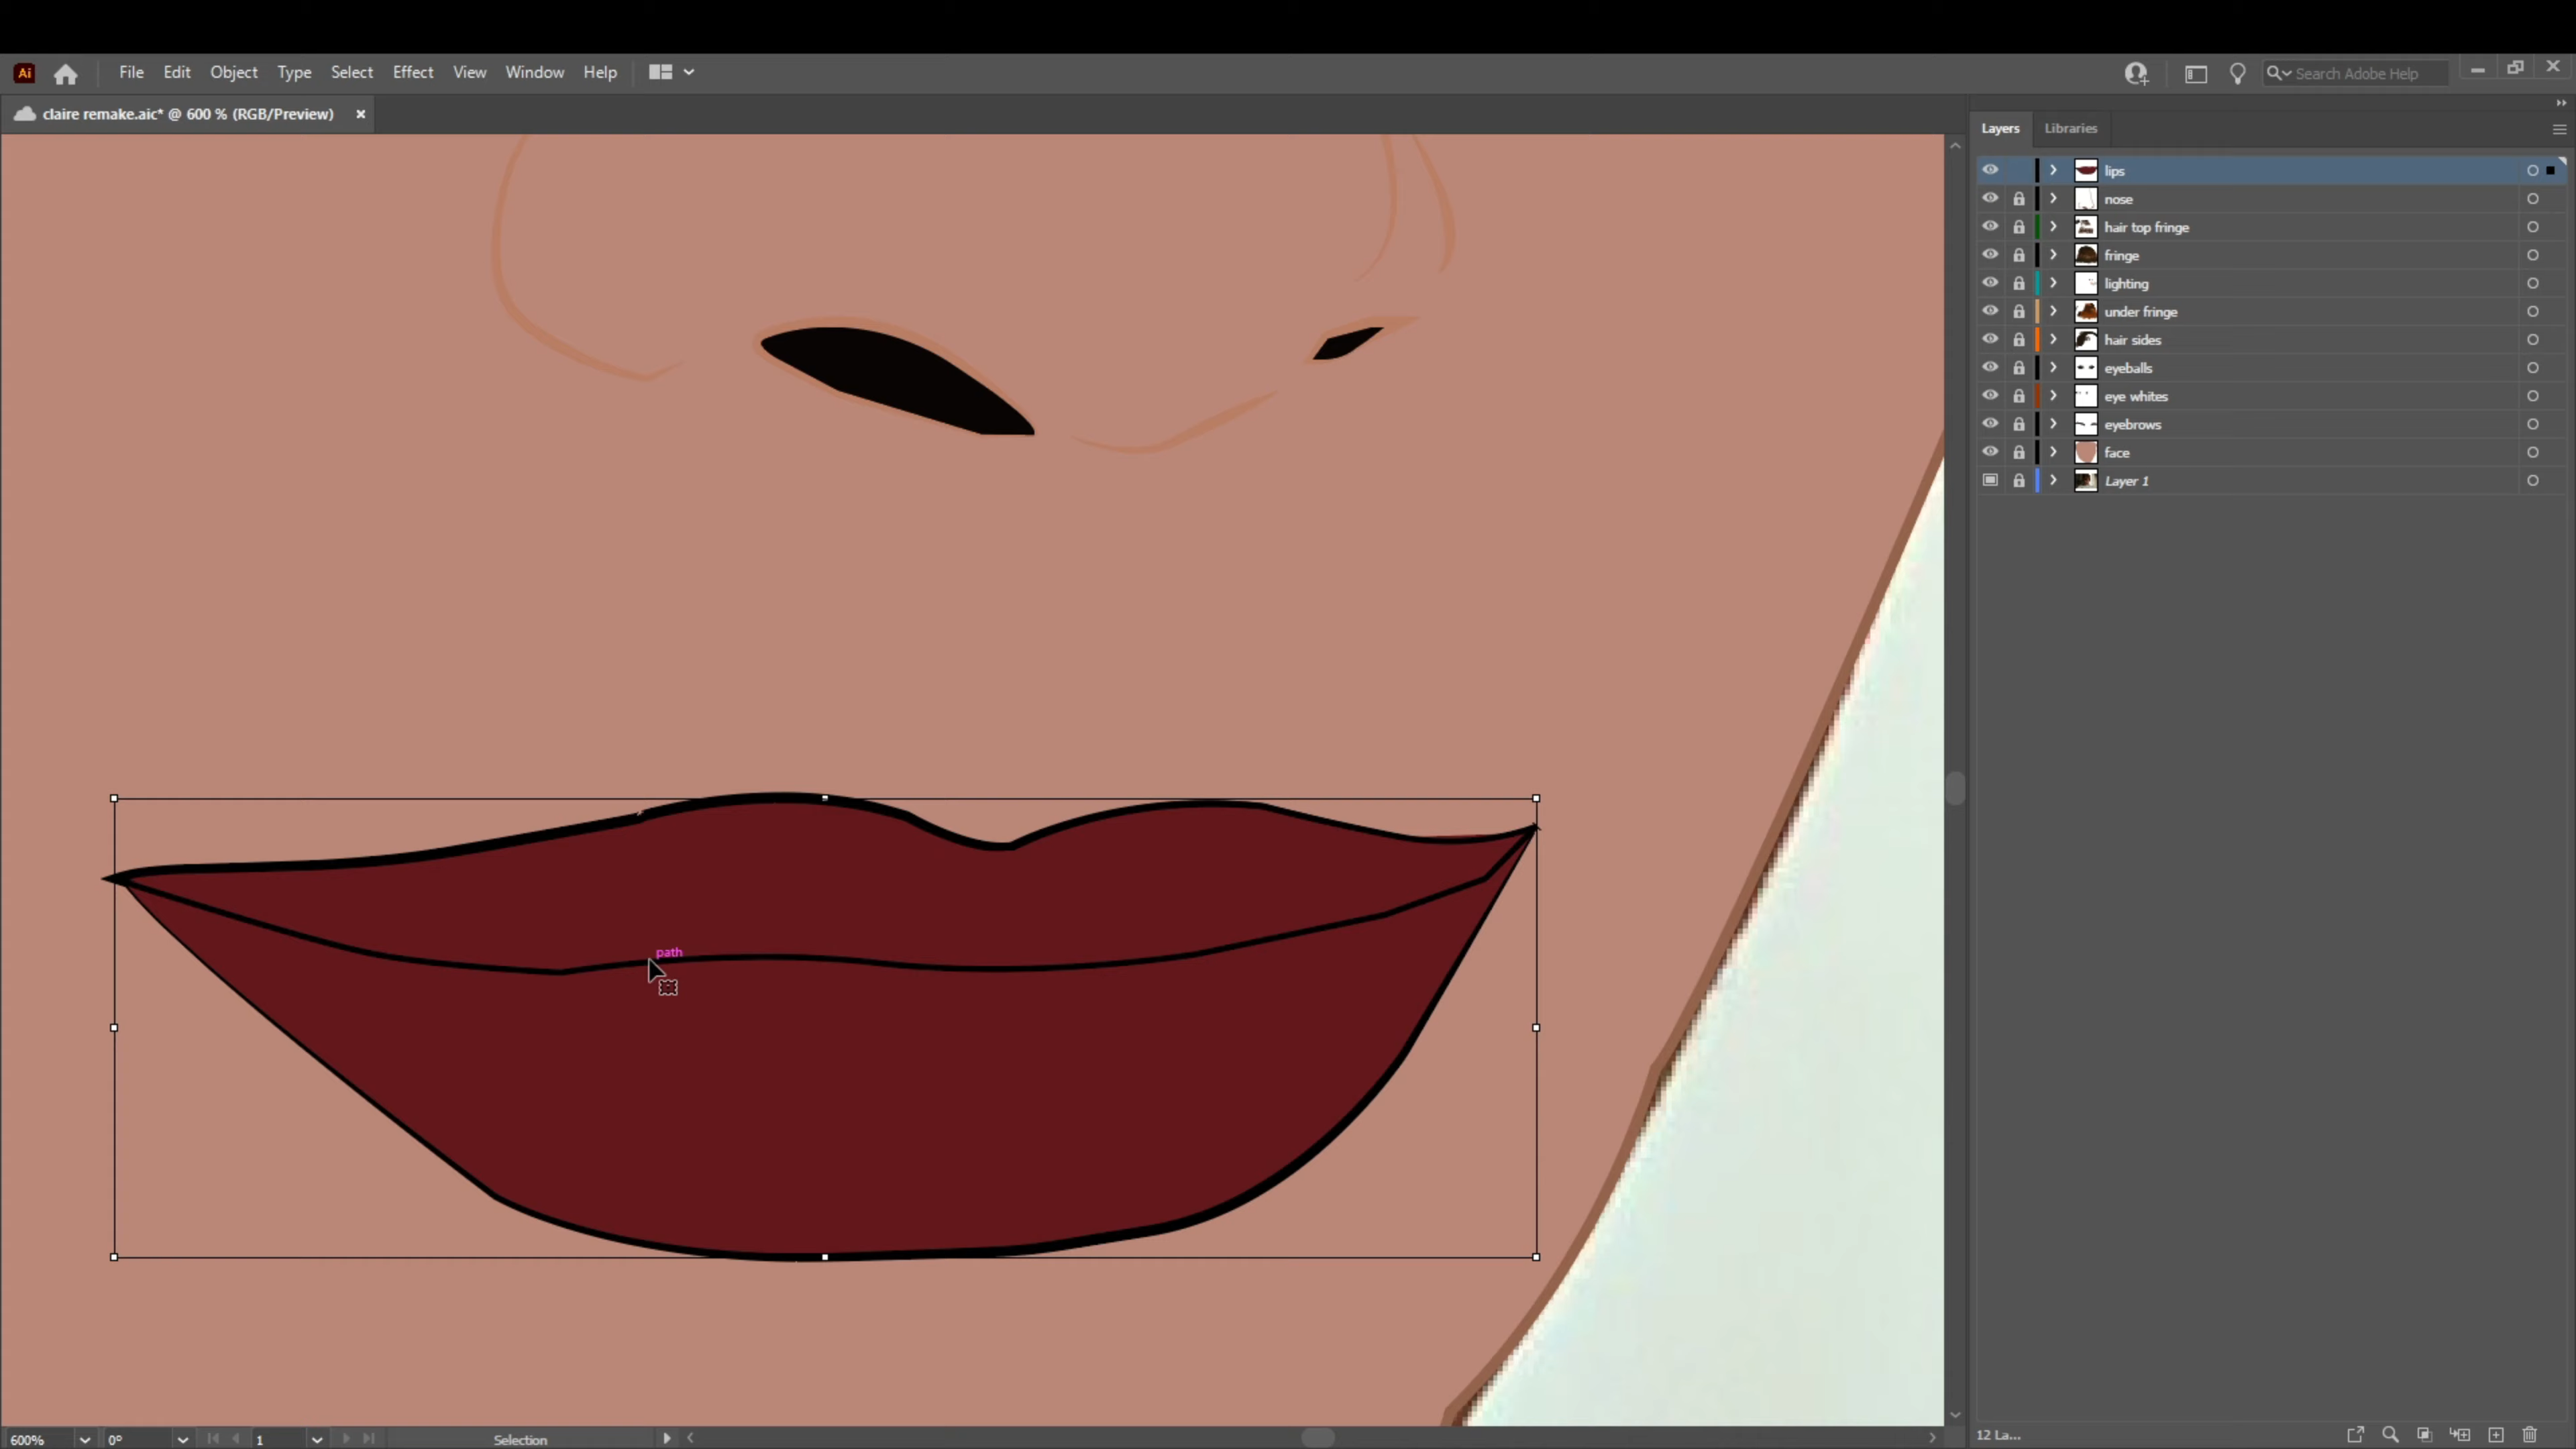 Ai File Edit Object Type Select Effect View Window Help Search Adobe Help
claire remake.aic* @ 600 % (RGB/Preview) ×
Layers Libraries
lips
nose
hair top fringe
fringe
lighting
under fringe
hair sides
eyeballs
eye whites
eyebrows
face
Layer 1
path
600% 0° 1 Selection
12 La...